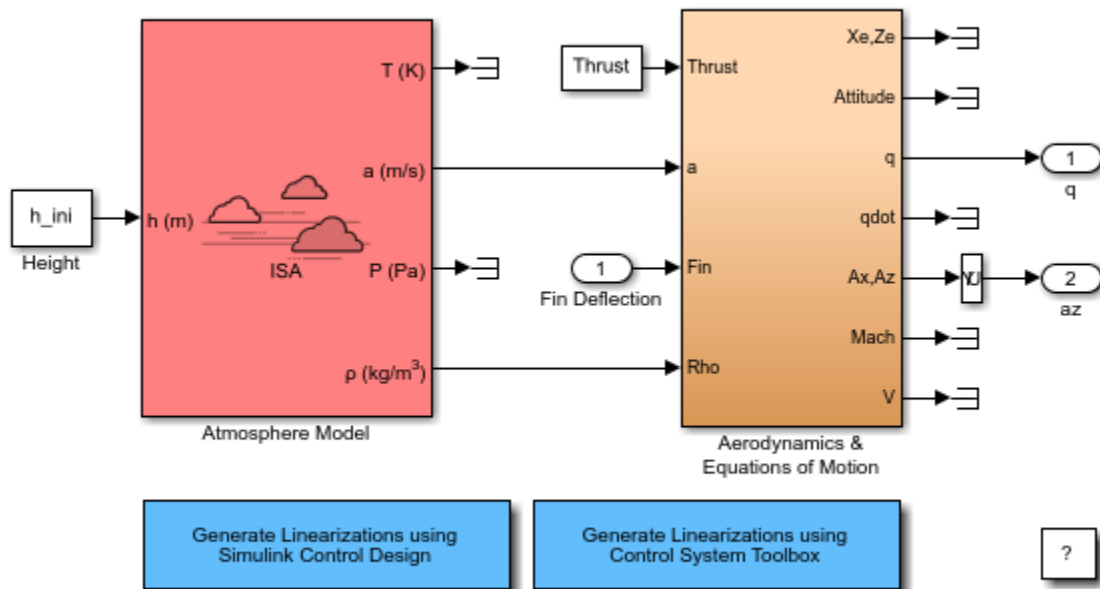 h_ini
Height
h (m)
ISA
T (K)
a (m/s)
P (Pa)
ρ (kg/m³)
Atmosphere Model
Thrust
1
Fin Deflection
Thrust
a
Fin
Rho
Xe,Ze
Attitude
q
qdot
Ax,Az
Mach
V
Aerodynamics &
Equations of Motion
1
q
2
az
Generate Linearizations using
Simulink Control Design
Generate Linearizations using
Control System Toolbox
?